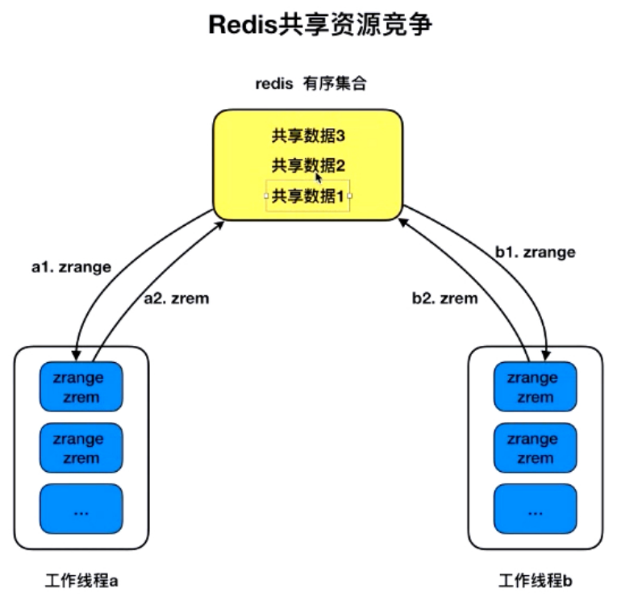 Redis共享资源竞争
redis 有序集合
共享数据3
共享数据2
共享数据1
a1. zrange
a2. zrem
b1. zrange
b2. zrem
zrange
zrem
zrange
zrem
...
工作线程a
zrange
zrem
zrange
zrem
...
工作线程b